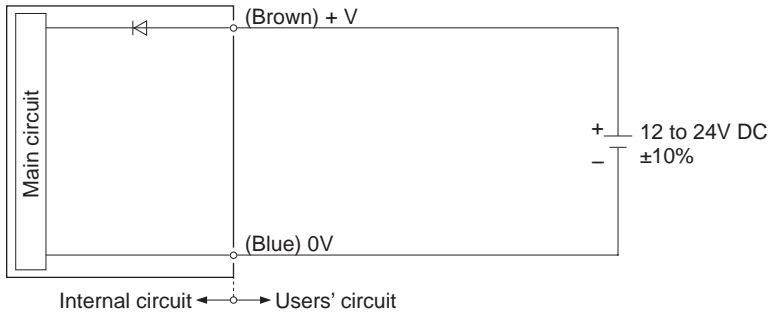 (Brown) + V
Main circuit
+
12 to 24V DC
–
±10%
(Blue) 0V
Internal circuit
Users' circuit